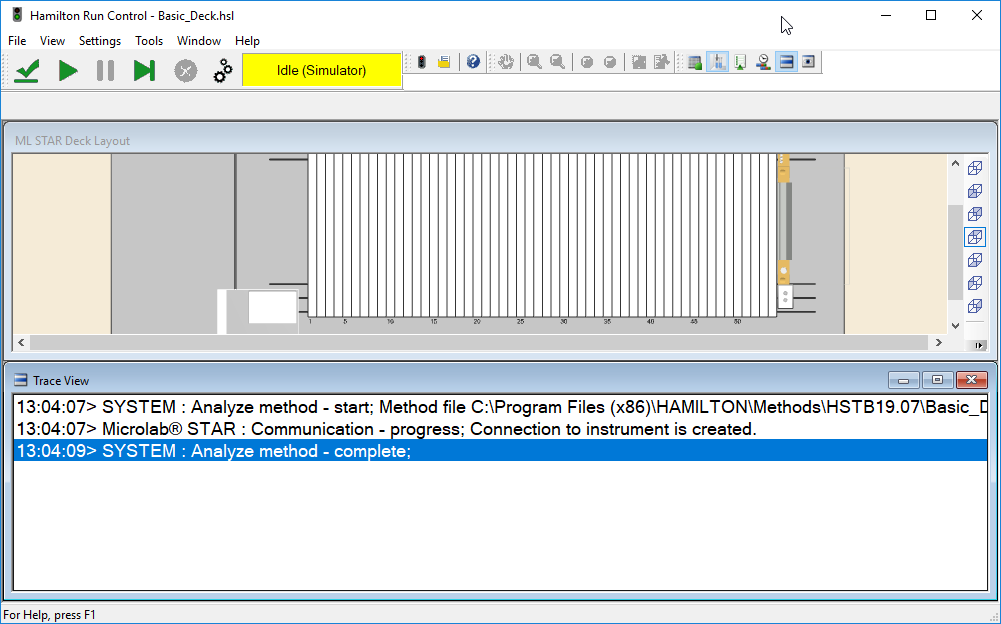 Hamilton Run Control - Basic_Deck.hsl
File View Settings Tools Window Help
Idle (Simulator)
ML STAR Deck Layout
1 5 10 15 20 25 30 35 40 45 50
Trace View
13:04:07> SYSTEM : Analyze method - start; Method file C:\Program Files (x86)\HAMILTON\Methods\HSTB19.07\Basic_D
13:04:07> Microlab® STAR : Communication - progress; Connection to instrument is created.
13:04:09> SYSTEM : Analyze method - complete;
For Help, press F1